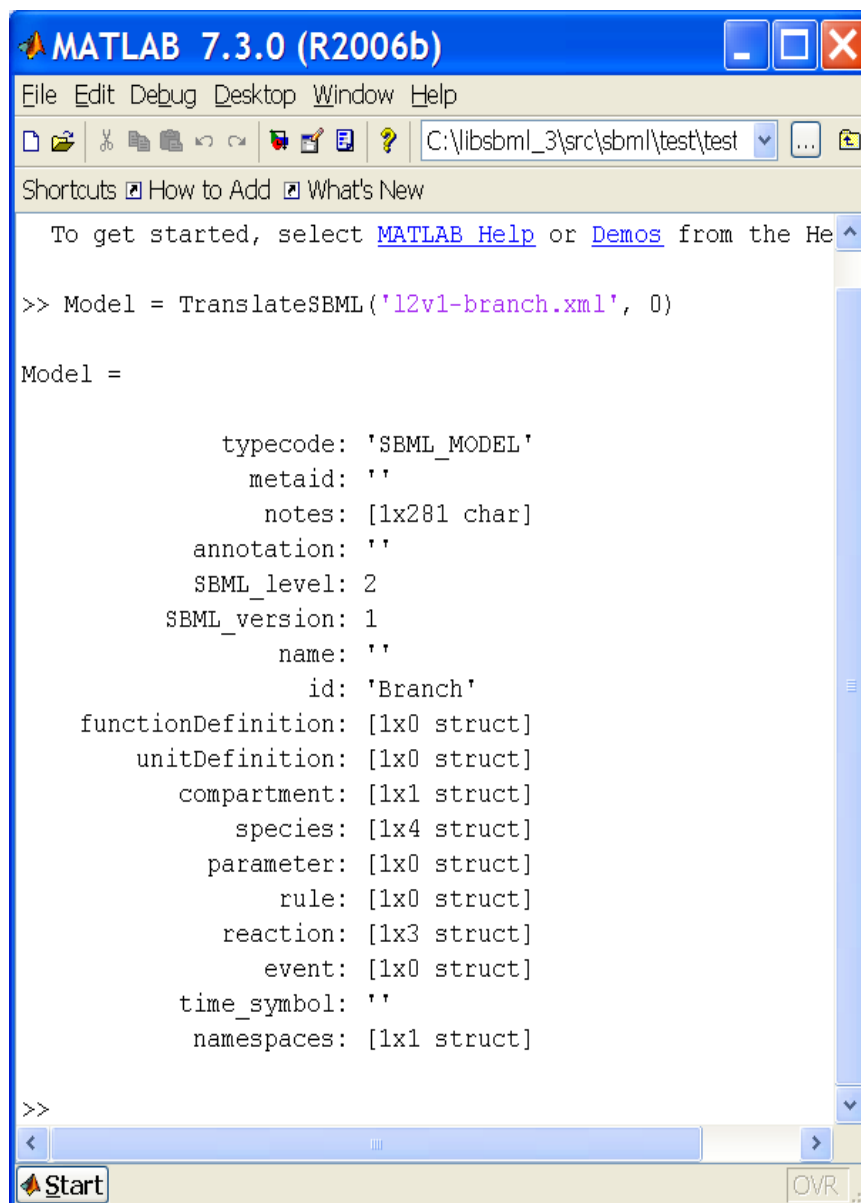 MATLAB 7.3.0 (R2006b)
File Edit Debug Desktop Window Help
C:\libsbml_3\src\sbml\test\test ...
Shortcuts How to Add What's New
To get started, select MATLAB Help or Demos from the He
>> Model = TranslateSBML('l2v1-branch.xml', 0)
Model =
typecode: 'SBML_MODEL'
metaid: ''
notes: [1x281 char]
annotation: ''
SBML_level: 2
SBML_version: 1
name: ''
id: 'Branch'
functionDefinition: [1x0 struct]
unitDefinition: [1x0 struct]
compartment: [1x1 struct]
species: [1x4 struct]
parameter: [1x0 struct]
rule: [1x0 struct]
reaction: [1x3 struct]
event: [1x0 struct]
time_symbol: ''
namespaces: [1x1 struct]
>>
Start OVR